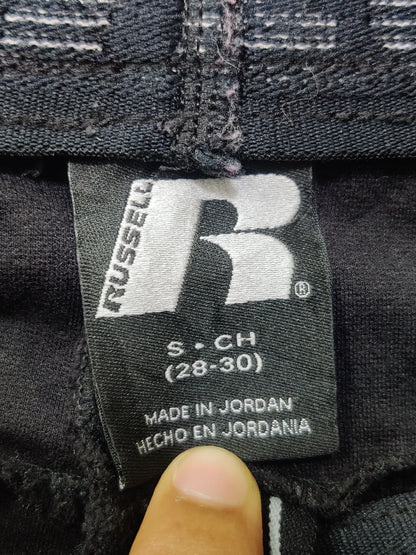 RUSSELL
R®
S • CH
(28-30)
MADE IN JORDAN
HECHO EN JORDANIA